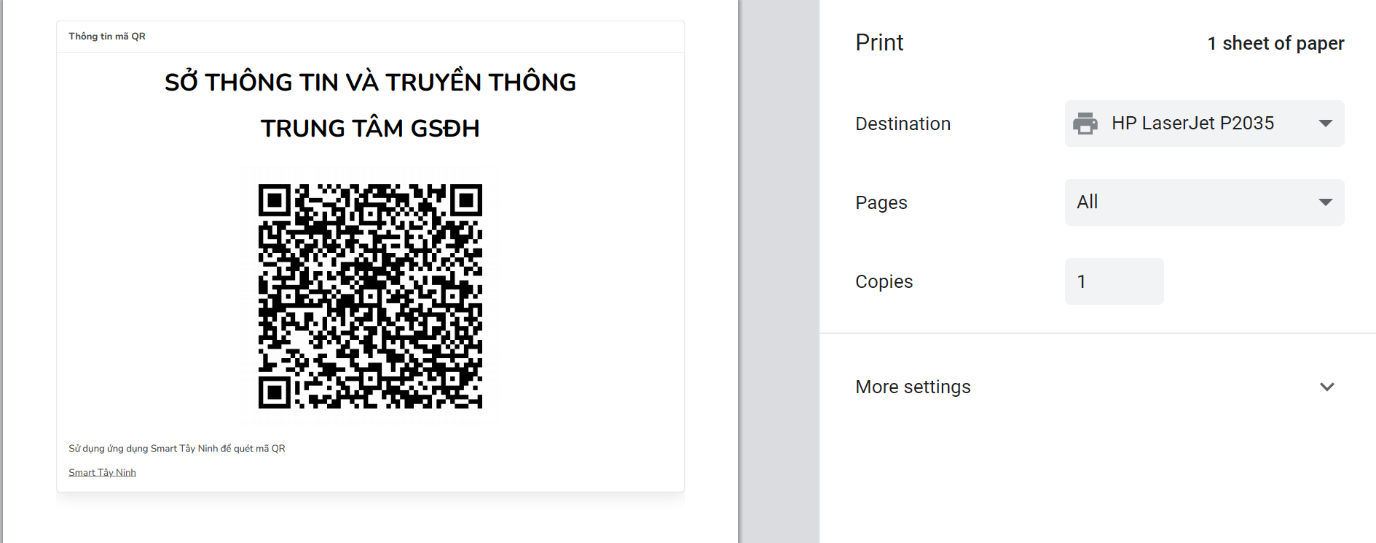 Thông tin mã QR
SỞ THÔNG TIN VÀ TRUYỀN THÔNG
TRUNG TÂM GSĐH
Sử dụng ứng dụng Smart Tây Ninh để quét mã QR
Smart Tây Ninh
Print
1 sheet of paper
Destination
HP LaserJet P2035
Pages
All
Copies
1
More settings